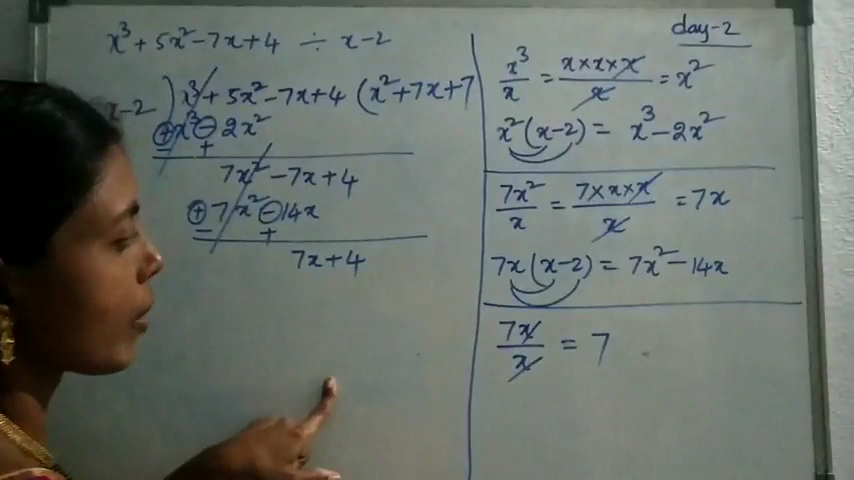 x³ + 5x² - 7x + 4 ÷ x - 2
x - 2 ) x³ + 5x² - 7x + 4 ( x² + 7x + 7
⊕ x³ ⊖ 2x²
− +
7x² - 7x + 4
⊕ 7x² ⊖ 14x
− +
7x + 4
day-2
x³/x = x × x × x/x = x²
x²(x - 2) = x³ - 2x²
7x²/x = 7 × x × x/x = 7x
7x(x - 2) = 7x² - 14x
7x/x = 7